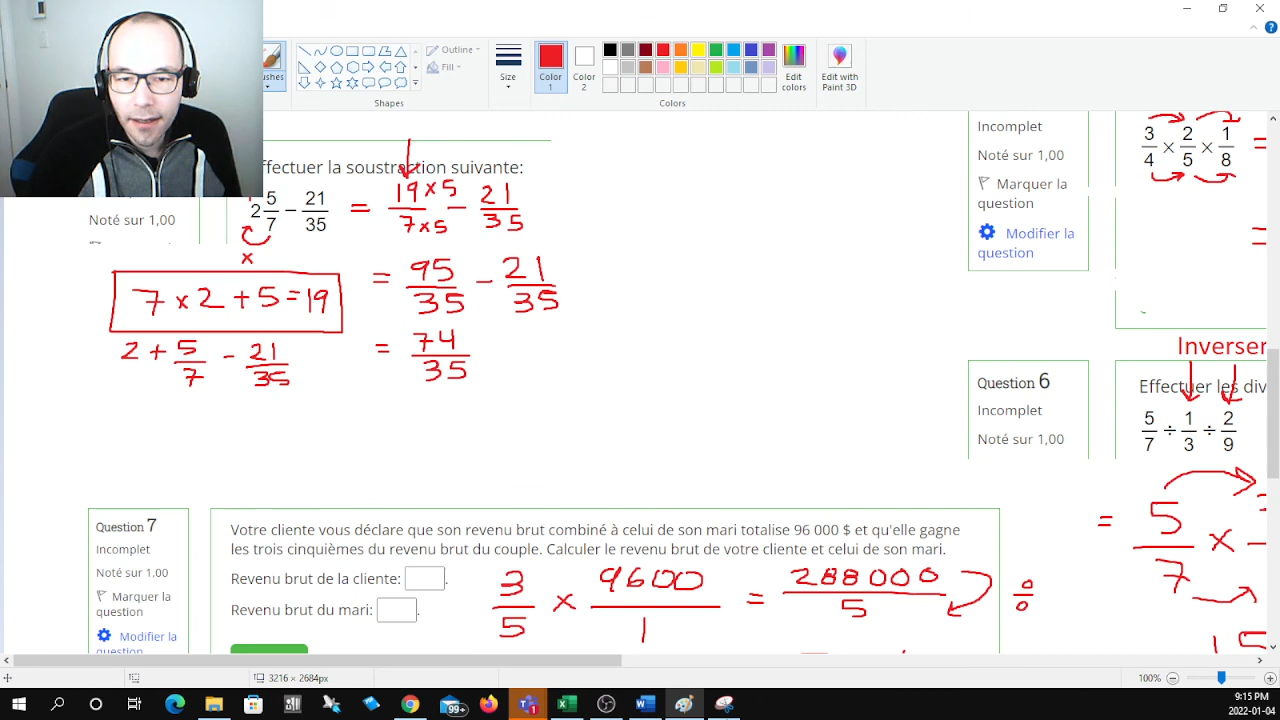 Outline
Fill
Size
Color
1
Color
2
Edit
colors
Edit with
Paint 3D
ushes
Shapes
Colors
ffectuer la soustraction suivante:
Noté sur 1,00
2 5/7 − 21/35 = 19×5/7×5 − 21/35
x
7 × 2 + 5 = 19
= 95/35 − 21/35
2 + 5/7 − 21/35
= 74/35
Incomplet
Noté sur 1,00
Marquer la
question
Modifier la
question
3/4 × 2/5 × 1/8 =
=
Inverser
Question 6
Incomplet
Noté sur 1,00
Effectuer les divi
5/7 ÷ 1/3 ÷ 2/9
= 5/7 ×
Question 7
Incomplet
Noté sur 1,00
Marquer la
question
Modifier la
question
Votre cliente vous déclare que son revenu brut combiné à celui de son mari totalise 96 000 $ et qu'elle gagne
les trois cinquièmes du revenu brut du couple. Calculer le revenu brut de votre cliente et celui de son mari.
Revenu brut de la cliente: .
Revenu brut du mari: .
3/5 × 9600/1 = 288000/5 ÷
3216 × 2684px
100%
99+
1
9:15 PM
2022-01-04